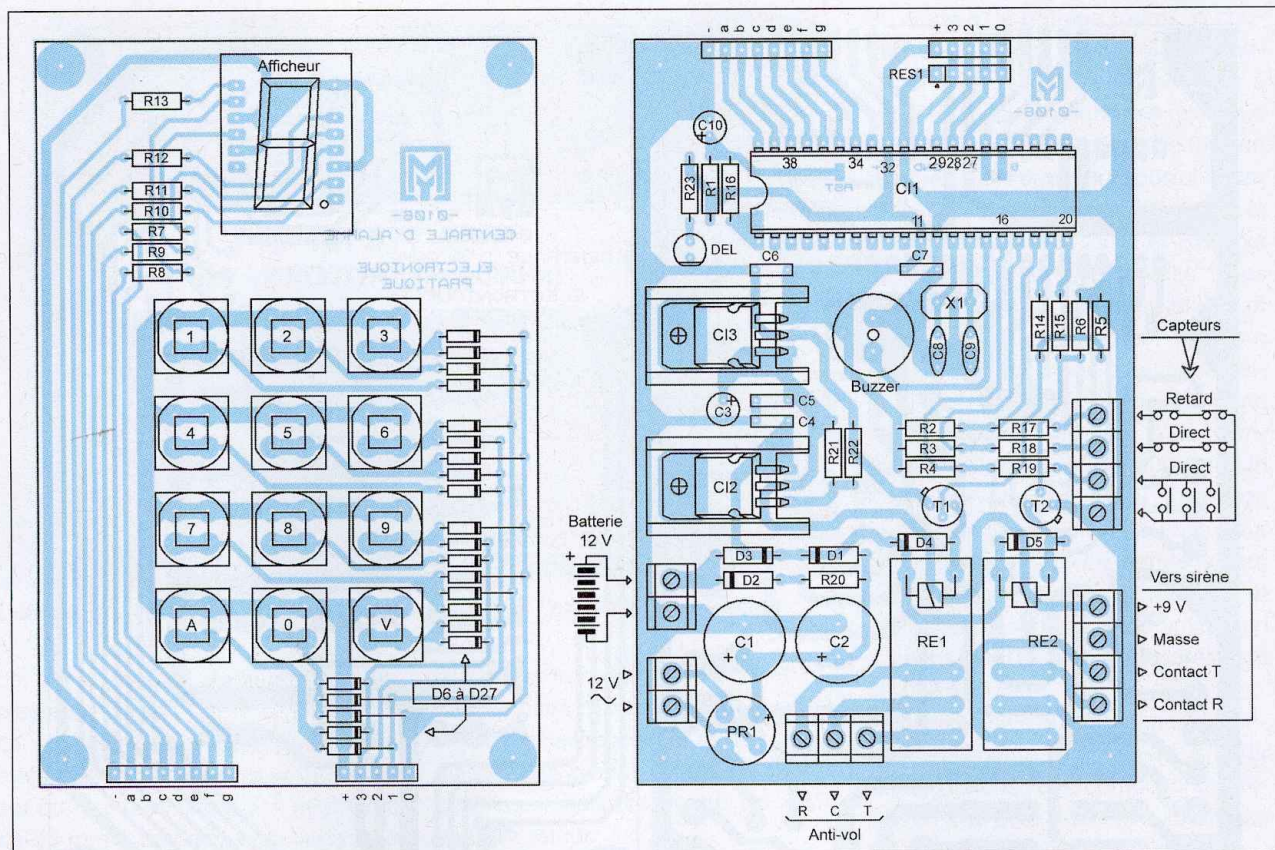 Afficheur
R13
R12
R11
R10
R7
R9
R8
-0106-
CENTRALE D'ALARME
ELECTRONIQUE
PRATIQUE
1 2 3
4 5 6
7 8 9
A 0 V
D6 à D27
- a b c d e f g
+ 3 2 1 0
- a b c d e f g
+ 3 2 1 0
RES1
-0106-
C10
38 34 32 29 28 27
CI1
11 16 20
RST
R23 R1 R16
DEL
C6 C7
CI3
X1
C8 C9
R14 R15 R6 R5
Buzzer
C3
C5
C4
CI2
R21 R22
R2 R17
R3 R18
R4 R19
T1 T2
D3 D1 D4 D5
D2 R20
C1 C2
RE1 RE2
PR1
Capteurs
Retard
Direct
Direct
Batterie
12 V
+
12 V
~
Vers sirène
+9 V
Masse
Contact T
Contact R
R C T
Anti-vol